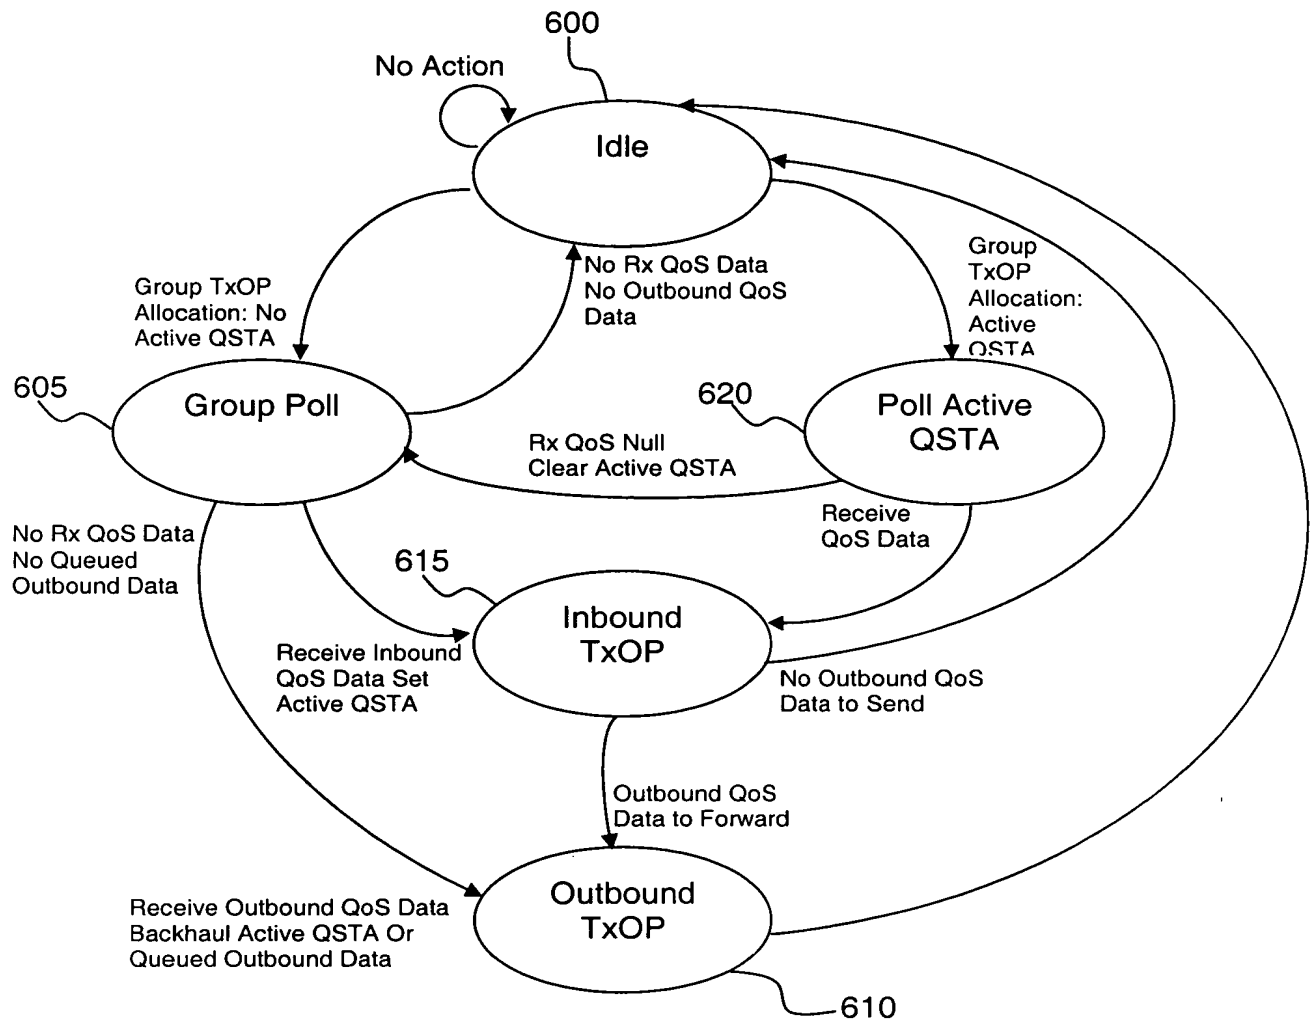 600
No Action
Idle
Group TxOP
Allocation: No
Active QSTA
No Rx QoS Data
No Outbound QoS
Data
Group
TxOP
Allocation:
Active
QSTA
605
Group Poll
620
Poll Active
QSTA
Rx QoS Null
Clear Active QSTA
No Rx QoS Data
No Queued
Outbound Data
Receive
QoS Data
615
Inbound
TxOP
Receive Inbound
QoS Data Set
Active QSTA
No Outbound QoS
Data to Send
Outbound QoS
Data to Forward
Outbound
TxOP
Receive Outbound QoS Data
Backhaul Active QSTA Or
Queued Outbound Data
610